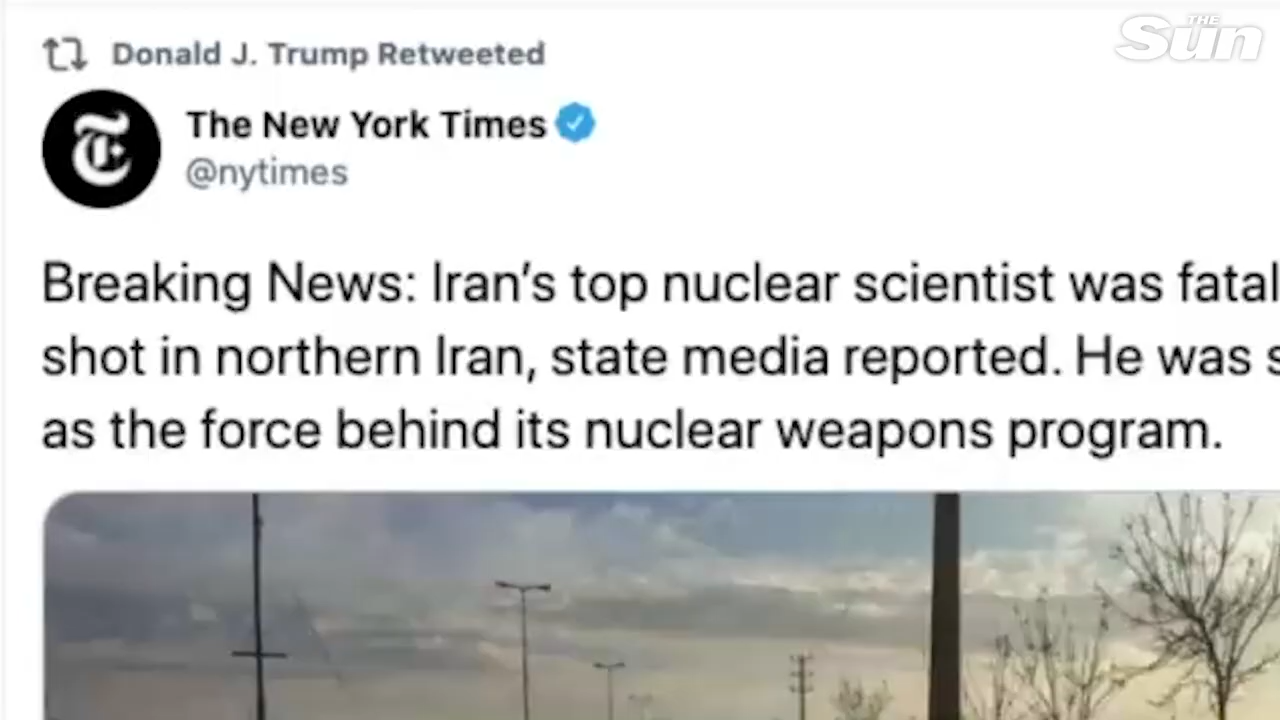 THE
Sun
Donald J. Trump Retweeted
The New York Times
@nytimes
Breaking News: Iran’s top nuclear scientist was fatal
shot in northern Iran, state media reported. He was s
as the force behind its nuclear weapons program.